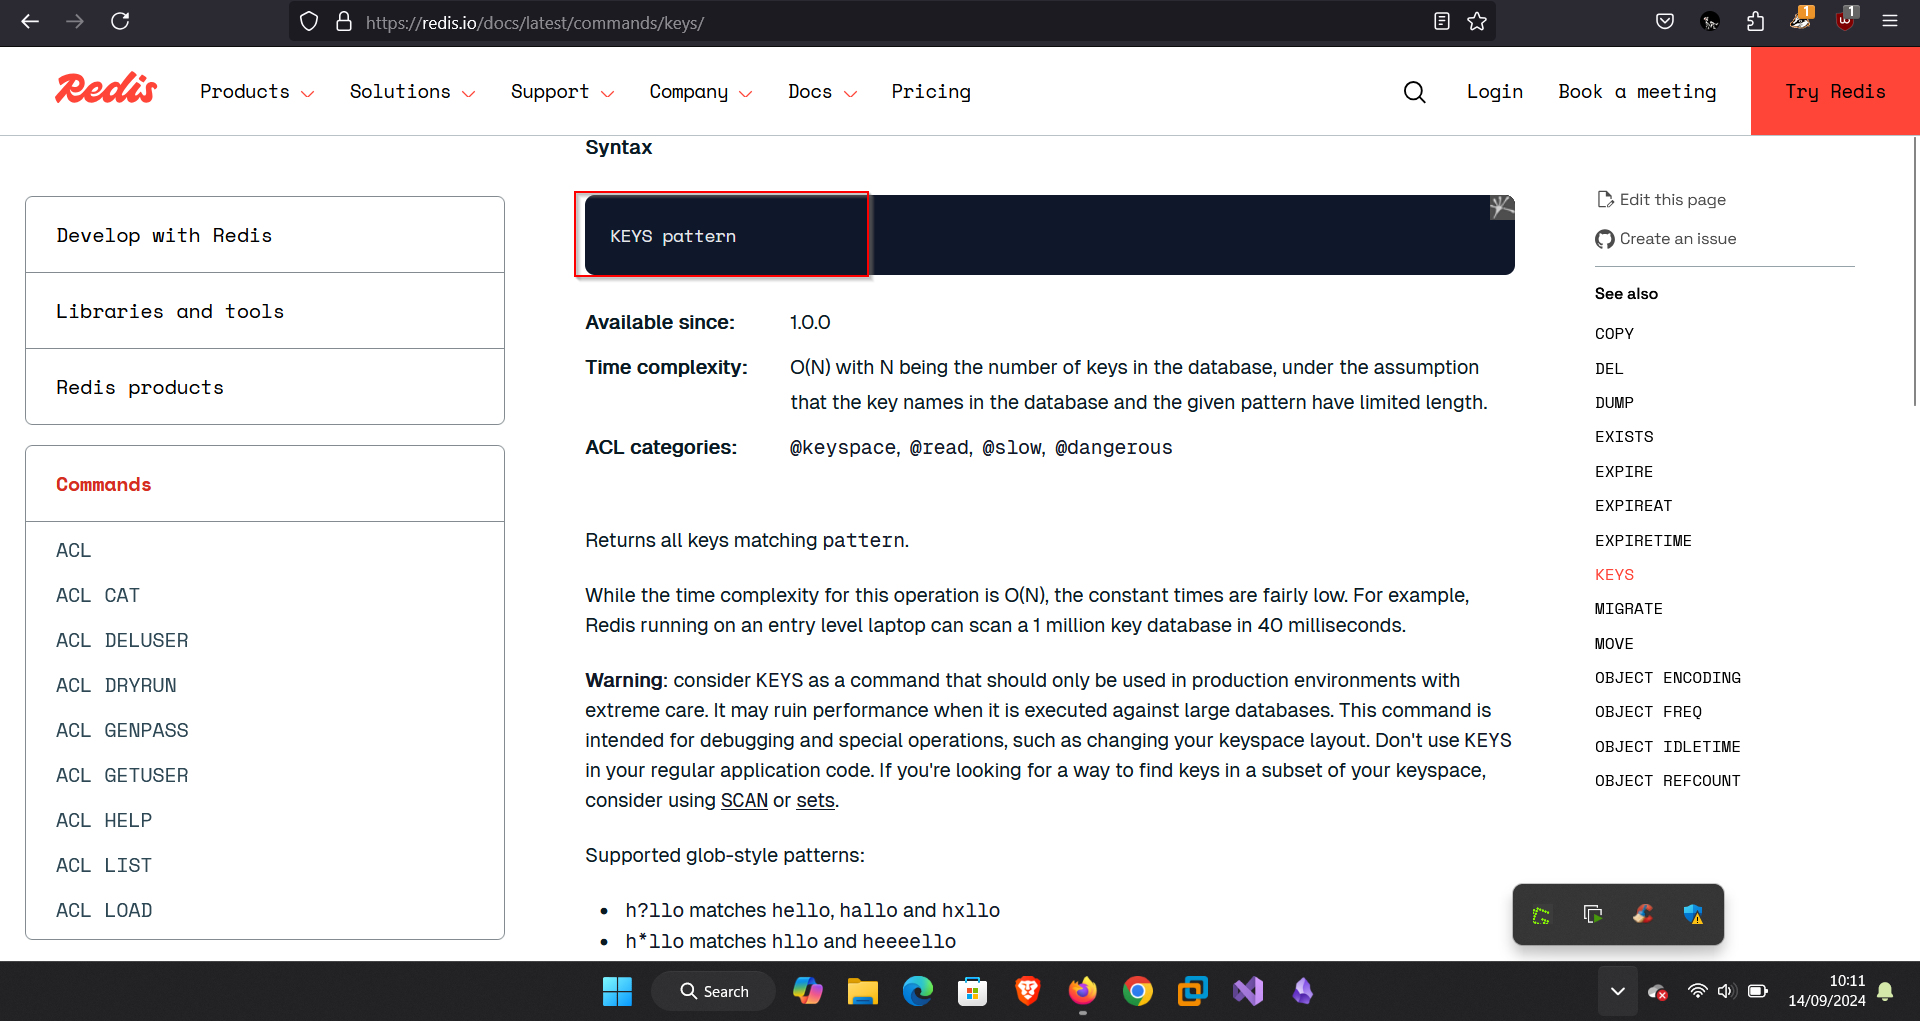 https://redis.io/docs/latest/commands/keys/
1
1
Redis
Products
Solutions
Support
Company
Docs
Pricing
Login
Book a meeting
Try Redis
Develop with Redis
Libraries and tools
Redis products
Commands
ACL
ACL CAT
ACL DELUSER
ACL DRYRUN
ACL GENPASS
ACL GETUSER
ACL HELP
ACL LIST
ACL LOAD
Syntax
KEYS pattern
Available since: 1.0.0
Time complexity: O(N) with N being the number of keys in the database, under the assumption
that the key names in the database and the given pattern have limited length.
ACL categories: @keyspace, @read, @slow, @dangerous
Returns all keys matching pattern.
While the time complexity for this operation is O(N), the constant times are fairly low. For example,
Redis running on an entry level laptop can scan a 1 million key database in 40 milliseconds.
Warning: consider KEYS as a command that should only be used in production environments with
extreme care. It may ruin performance when it is executed against large databases. This command is
intended for debugging and special operations, such as changing your keyspace layout. Don't use KEYS
in your regular application code. If you're looking for a way to find keys in a subset of your keyspace,
consider using SCAN or sets.
Supported glob-style patterns:
• h?llo matches hello, hallo and hxllo
• h*llo matches hllo and heeeello
Edit this page
Create an issue
See also
COPY
DEL
DUMP
EXISTS
EXPIRE
EXPIREAT
EXPIRETIME
KEYS
MIGRATE
MOVE
OBJECT ENCODING
OBJECT FREQ
OBJECT IDLETIME
OBJECT REFCOUNT
Search
10:11
14/09/2024